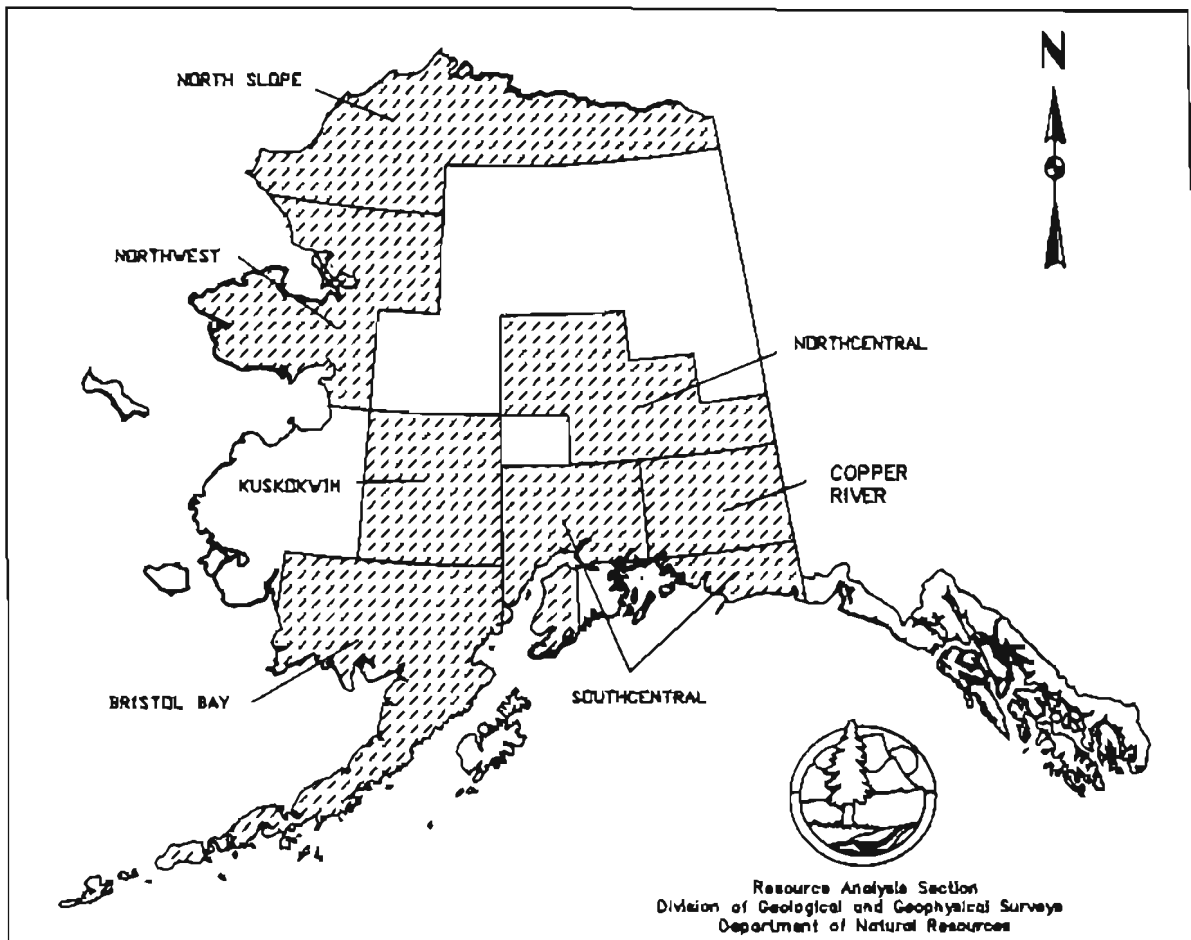 N
NORTH SLOPE
NORTHWEST
NORTHCENTRAL
COPPER
RIVER
KUSKOKWIM
BRISTOL BAY
SOUTHCENTRAL
Resource Analysis Section
Division of Geological and Geophysical Surveys
Department of Natural Resources